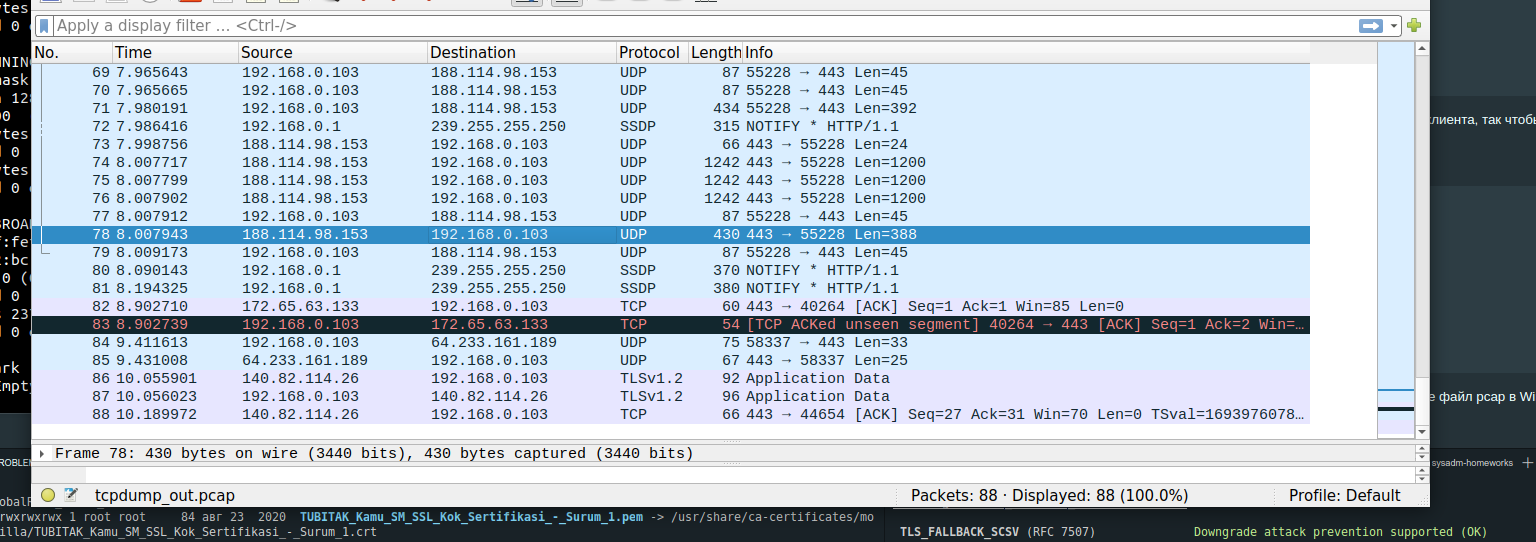 ytes
0
NNING
mask
128
00
ytes
0
ytes
0
BROA
f:fe
:bc
0 (
0
23
0
ark
Empty
Apply a display filter … <Ctrl-/>
No. Time Source Destination Protocol Length Info
69 7.965643 192.168.0.103 188.114.98.153 UDP 87 55228 → 443 Len=45
70 7.965665 192.168.0.103 188.114.98.153 UDP 87 55228 → 443 Len=45
71 7.980191 192.168.0.103 188.114.98.153 UDP 434 55228 → 443 Len=392
72 7.986416 192.168.0.1 239.255.255.250 SSDP 315 NOTIFY * HTTP/1.1
73 7.998756 188.114.98.153 192.168.0.103 UDP 66 443 → 55228 Len=24
74 8.007717 188.114.98.153 192.168.0.103 UDP 1242 443 → 55228 Len=1200
75 8.007799 188.114.98.153 192.168.0.103 UDP 1242 443 → 55228 Len=1200
76 8.007902 188.114.98.153 192.168.0.103 UDP 1242 443 → 55228 Len=1200
77 8.007912 192.168.0.103 188.114.98.153 UDP 87 55228 → 443 Len=45
78 8.007943 188.114.98.153 192.168.0.103 UDP 430 443 → 55228 Len=388
79 8.009173 192.168.0.103 188.114.98.153 UDP 87 55228 → 443 Len=45
80 8.090143 192.168.0.1 239.255.255.250 SSDP 370 NOTIFY * HTTP/1.1
81 8.194325 192.168.0.1 239.255.255.250 SSDP 380 NOTIFY * HTTP/1.1
82 8.902710 172.65.63.133 192.168.0.103 TCP 60 443 → 40264 [ACK] Seq=1 Ack=1 Win=85 Len=0
83 8.902739 192.168.0.103 172.65.63.133 TCP 54 [TCP ACKed unseen segment] 40264 → 443 [ACK] Seq=1 Ack=2 Win=…
84 9.411613 192.168.0.103 64.233.161.189 UDP 75 58337 → 443 Len=33
85 9.431008 64.233.161.189 192.168.0.103 UDP 67 443 → 58337 Len=25
86 10.055901 140.82.114.26 192.168.0.103 TLSv1.2 92 Application Data
87 10.056023 192.168.0.103 140.82.114.26 TLSv1.2 96 Application Data
88 10.189972 140.82.114.26 192.168.0.103 TCP 66 443 → 44654 [ACK] Seq=27 Ack=31 Win=70 Len=0 TSval=1693976078…
Frame 78: 430 bytes on wire (3440 bits), 430 bytes captured (3440 bits)
tcpdump_out.pcap Packets: 88 · Displayed: 88 (100.0%) Profile: Default
клиента, так чтобы
е файл pcap в Wi
sysadm-homeworks
ROBLEM
obal
rwxrwxrwx 1 root root 84 авг 23 2020 TUBITAK_Kamu_SM_SSL_Kok_Sertifikasi_-_Surum_1.pem -> /usr/share/ca-certificates/mo
illa/TUBITAK_Kamu_SM_SSL_Kok_Sertifikasi_-_Surum_1.crt
TLS_FALLBACK_SCSV (RFC 7507) Downgrade attack prevention supported (OK)